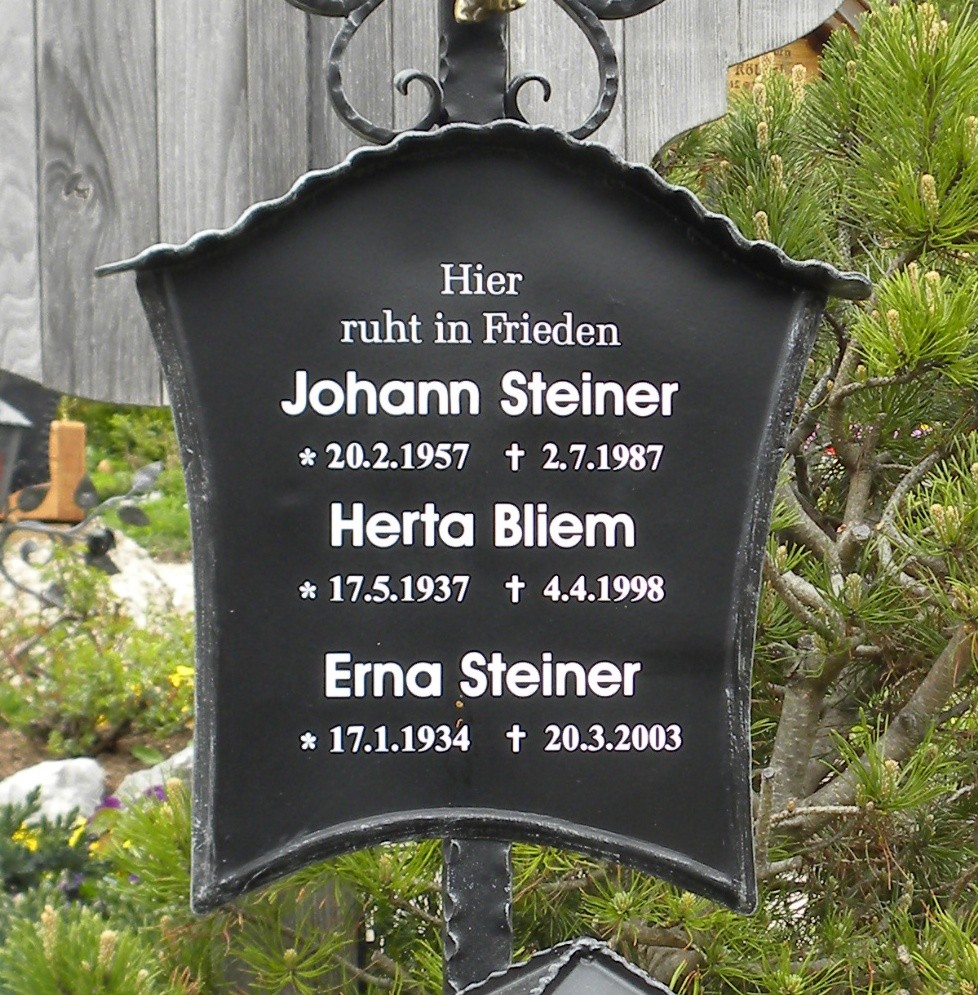 Hier
ruht in Frieden
Johann Steiner
* 20.2.1957 † 2.7.1987
Herta Bliem
* 17.5.1937 † 4.4.1998
Erna Steiner
* 17.1.1934 † 20.3.2003